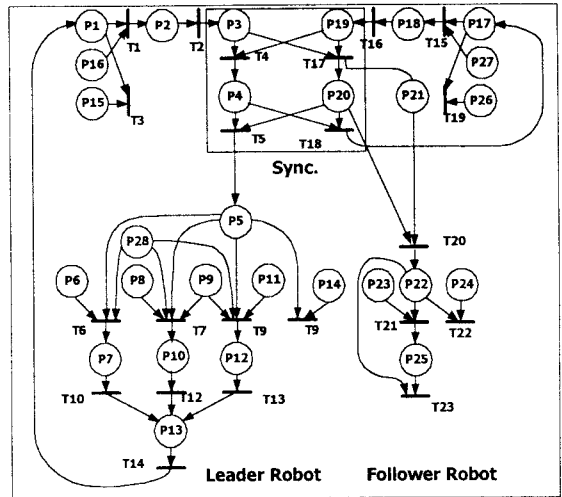 P1 P2 P3 P19 P18 P17
T1 T2 T16 T15
P16 T4 T17 P27
P15 P4 P20 P21 P26
T3 T5 T18 T19
Sync.
P5
P28 T20
P6 P8 P9 P11 P14 P23 P22 P24
T6 T7 T9 T9 T21 T22
P7 P10 P12 P25
T10 T12 T13 T23
P13
T14 Leader Robot Follower Robot